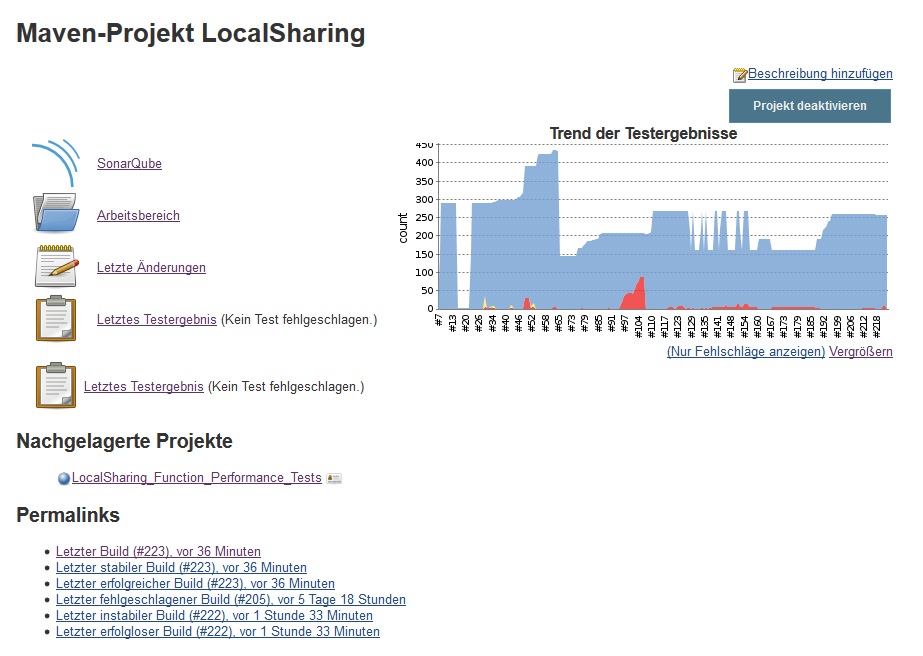 Maven-Projekt LocalSharing
Beschreibung hinzufügen
Projekt deaktivieren
SonarQube
Arbeitsbereich
Letzte Änderungen
Letztes Testergebnis (Kein Test fehlgeschlagen.)
Letztes Testergebnis (Kein Test fehlgeschlagen.)
Trend der Testergebnisse
count
450
400
350
300
250
200
150
100
50
0
#7 #13 #20 #26 #34 #40 #46 #52 #58 #65 #73 #79 #85 #91 #97 #104 #110 #117 #123 #129 #135 #141 #148 #154 #160 #167 #173 #179 #185 #192 #199 #206 #212 #218
(Nur Fehlschläge anzeigen) Vergrößern
Nachgelagerte Projekte
LocalSharing_Function_Performance_Tests
Permalinks
Letzter Build (#223), vor 36 Minuten
Letzter stabiler Build (#223), vor 36 Minuten
Letzter erfolgreicher Build (#223), vor 36 Minuten
Letzter fehlgeschlagener Build (#205), vor 5 Tage 18 Stunden
Letzter instabiler Build (#222), vor 1 Stunde 33 Minuten
Letzter erfolgloser Build (#222), vor 1 Stunde 33 Minuten